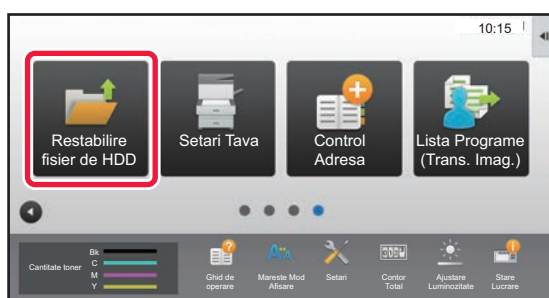 10:15
Restabilire
fisier de HDD
Setari Tava
Control
Adresa
Lista Programe
(Trans. Imag.)
Cantitate toner
Bk
C
M
Y
Ghid de
operare
Mareste Mod
Afisare
Setari
Contor
Total
Ajustare
Luminozitate
Stare
Lucrare